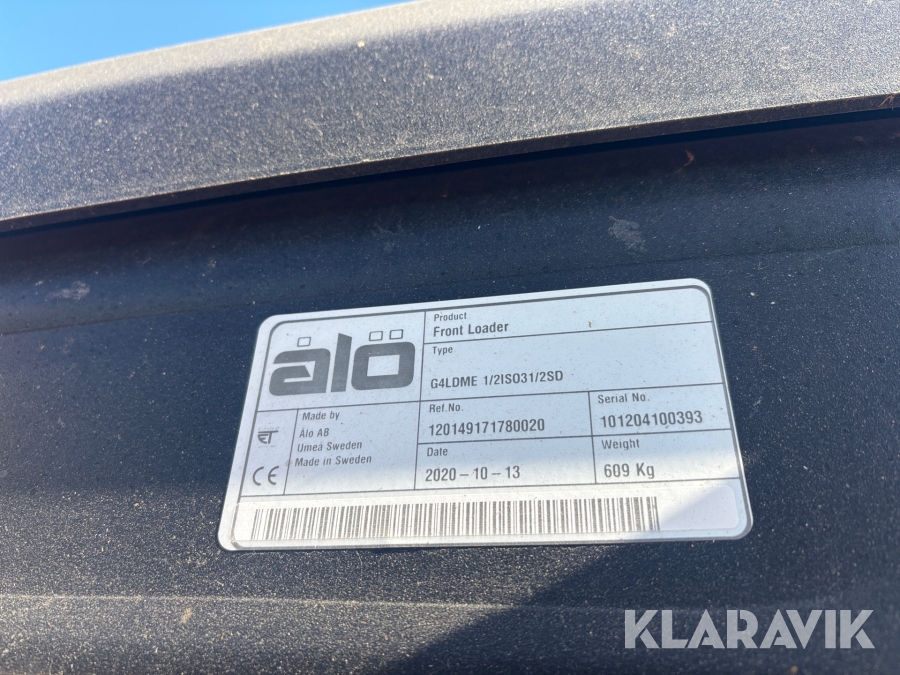 älö
Product
Front Loader
Type
G4LDME 1/2ISO31/2SD
Made by
Ålö AB
Umeå Sweden
Made in Sweden
CE
Ref.No.
120149171780020
Serial No.
101204100393
Date
2020-10-13
Weight
609 Kg
KLARAVIK